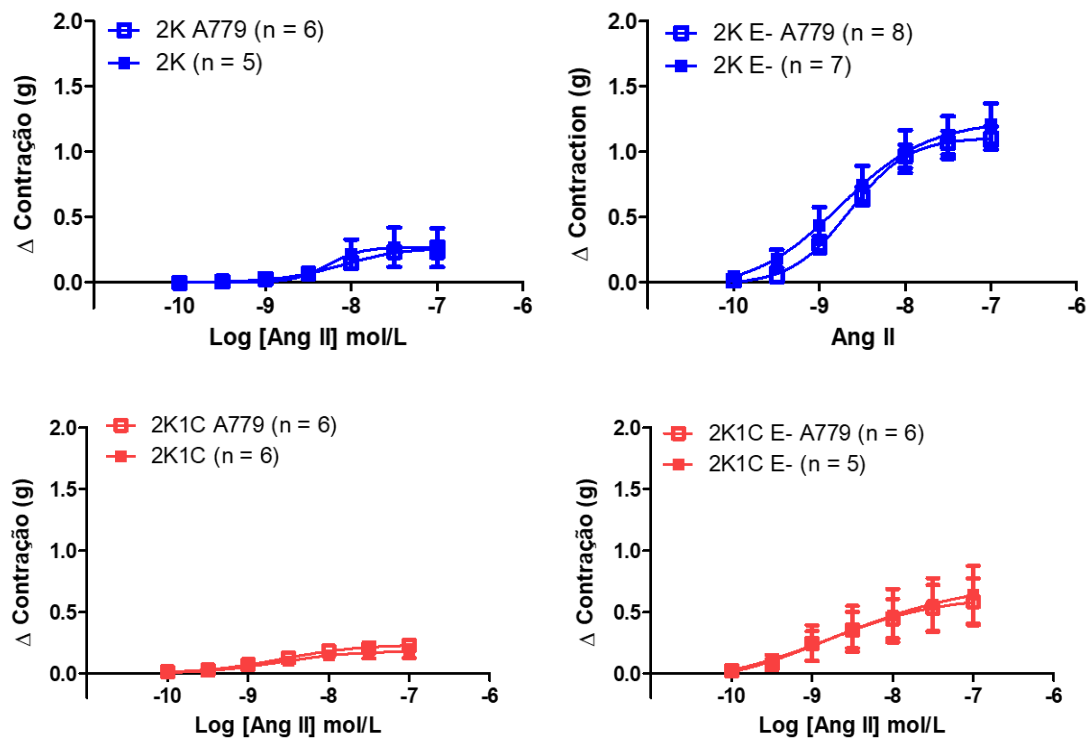 2K A779 (n = 6)
2K (n = 5)
Δ Contração (g)
2.0
1.5
1.0
0.5
0.0
-10
-9
-8
-7
-6
Log [Ang II] mol/L
2K E- A779 (n = 8)
2K E- (n = 7)
Δ Contraction (g)
2.0
1.5
1.0
0.5
0.0
-10
-9
-8
-7
-6
Ang II
2K1C A779 (n = 6)
2K1C (n = 6)
Δ Contração (g)
2.0
1.5
1.0
0.5
0.0
-10
-9
-8
-7
-6
Log [Ang II] mol/L
2K1C E- A779 (n = 6)
2K1C E- (n = 5)
Δ Contração (g)
2.0
1.5
1.0
0.5
0.0
-10
-9
-8
-7
-6
Log [Ang II] mol/L